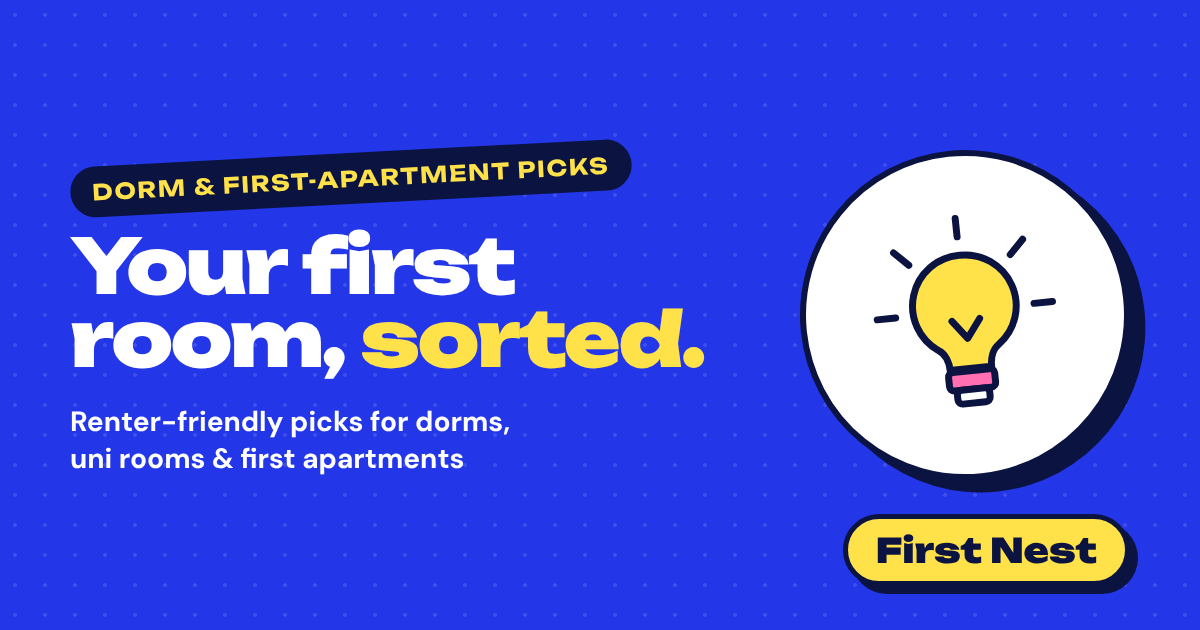 DORM & FIRST-APARTMENT PICKS
Your first
room, sorted.
Renter-friendly picks for dorms,
uni rooms & first apartments
First Nest